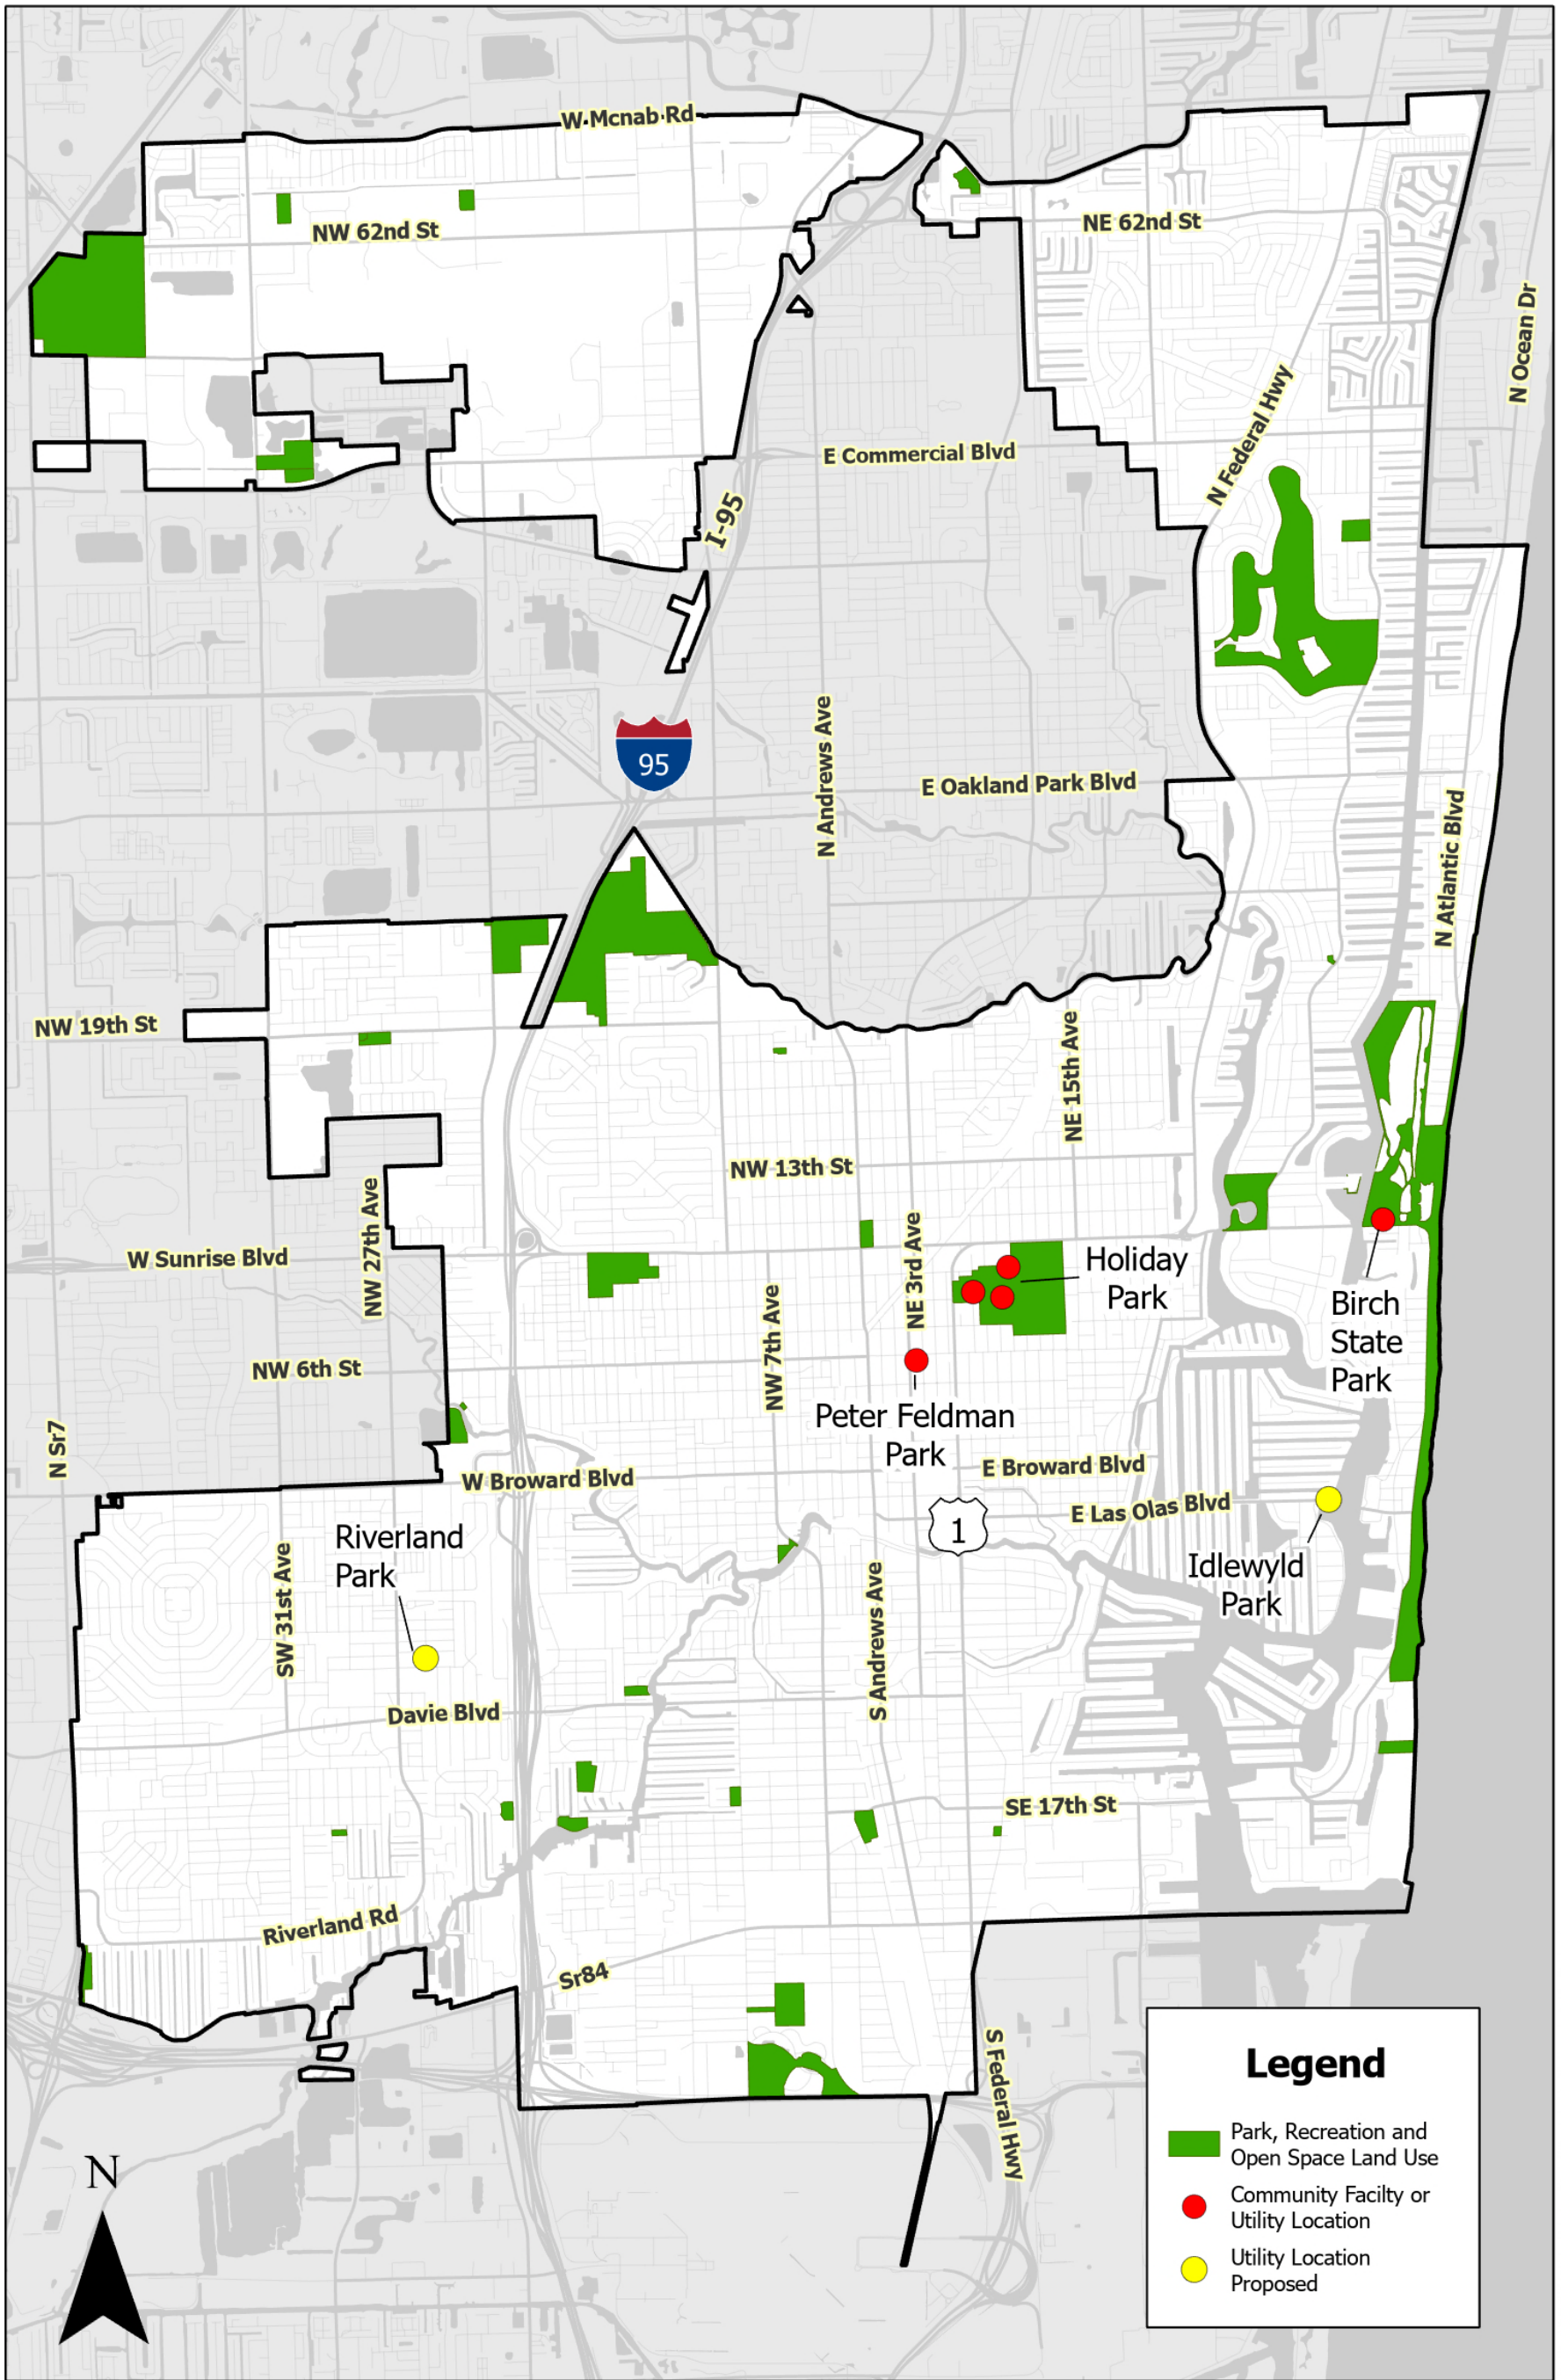 W Mcnab Rd
NW 62nd St
NE 62nd St
N Ocean Dr
N Federal Hwy
E Commercial Blvd
I-95
95
N Andrews Ave
E Oakland Park Blvd
N Atlantic Blvd
NW 19th St
NE 15th Ave
NW 13th St
NW 27th Ave
W Sunrise Blvd
NE 3rd Ave
Holiday
Park
Birch
State
Park
NW 7th Ave
NW 6th St
Peter Feldman
Park
N Sr7
W Broward Blvd
E Broward Blvd
E Las Olas Blvd
1
Riverland
Park
Idlewyld
Park
SW 31st Ave
S Andrews Ave
Davie Blvd
SE 17th St
Riverland Rd
Sr84
S Federal Hwy
N
Legend
Park, Recreation and
Open Space Land Use
Community Facilty or
Utility Location
Utility Location
Proposed